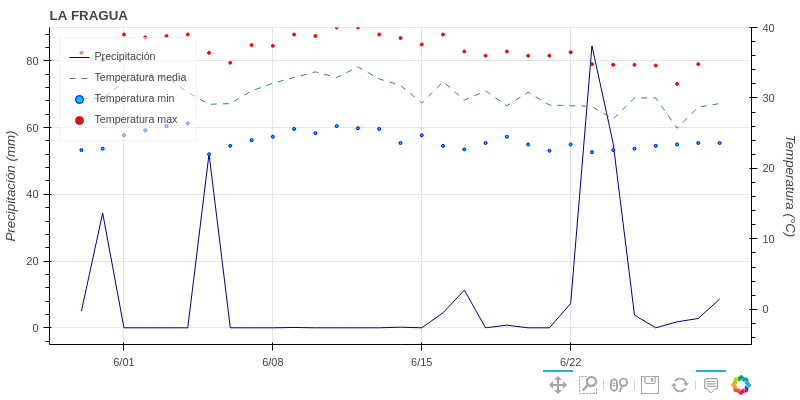 LA FRAGUA
Precipitación
Temperatura media
Temperatura min
Temperatura max
Precipitación (mm)
80
60
40
20
0
Temperatura (°C)
40
30
20
10
0
6/01
6/08
6/15
6/22